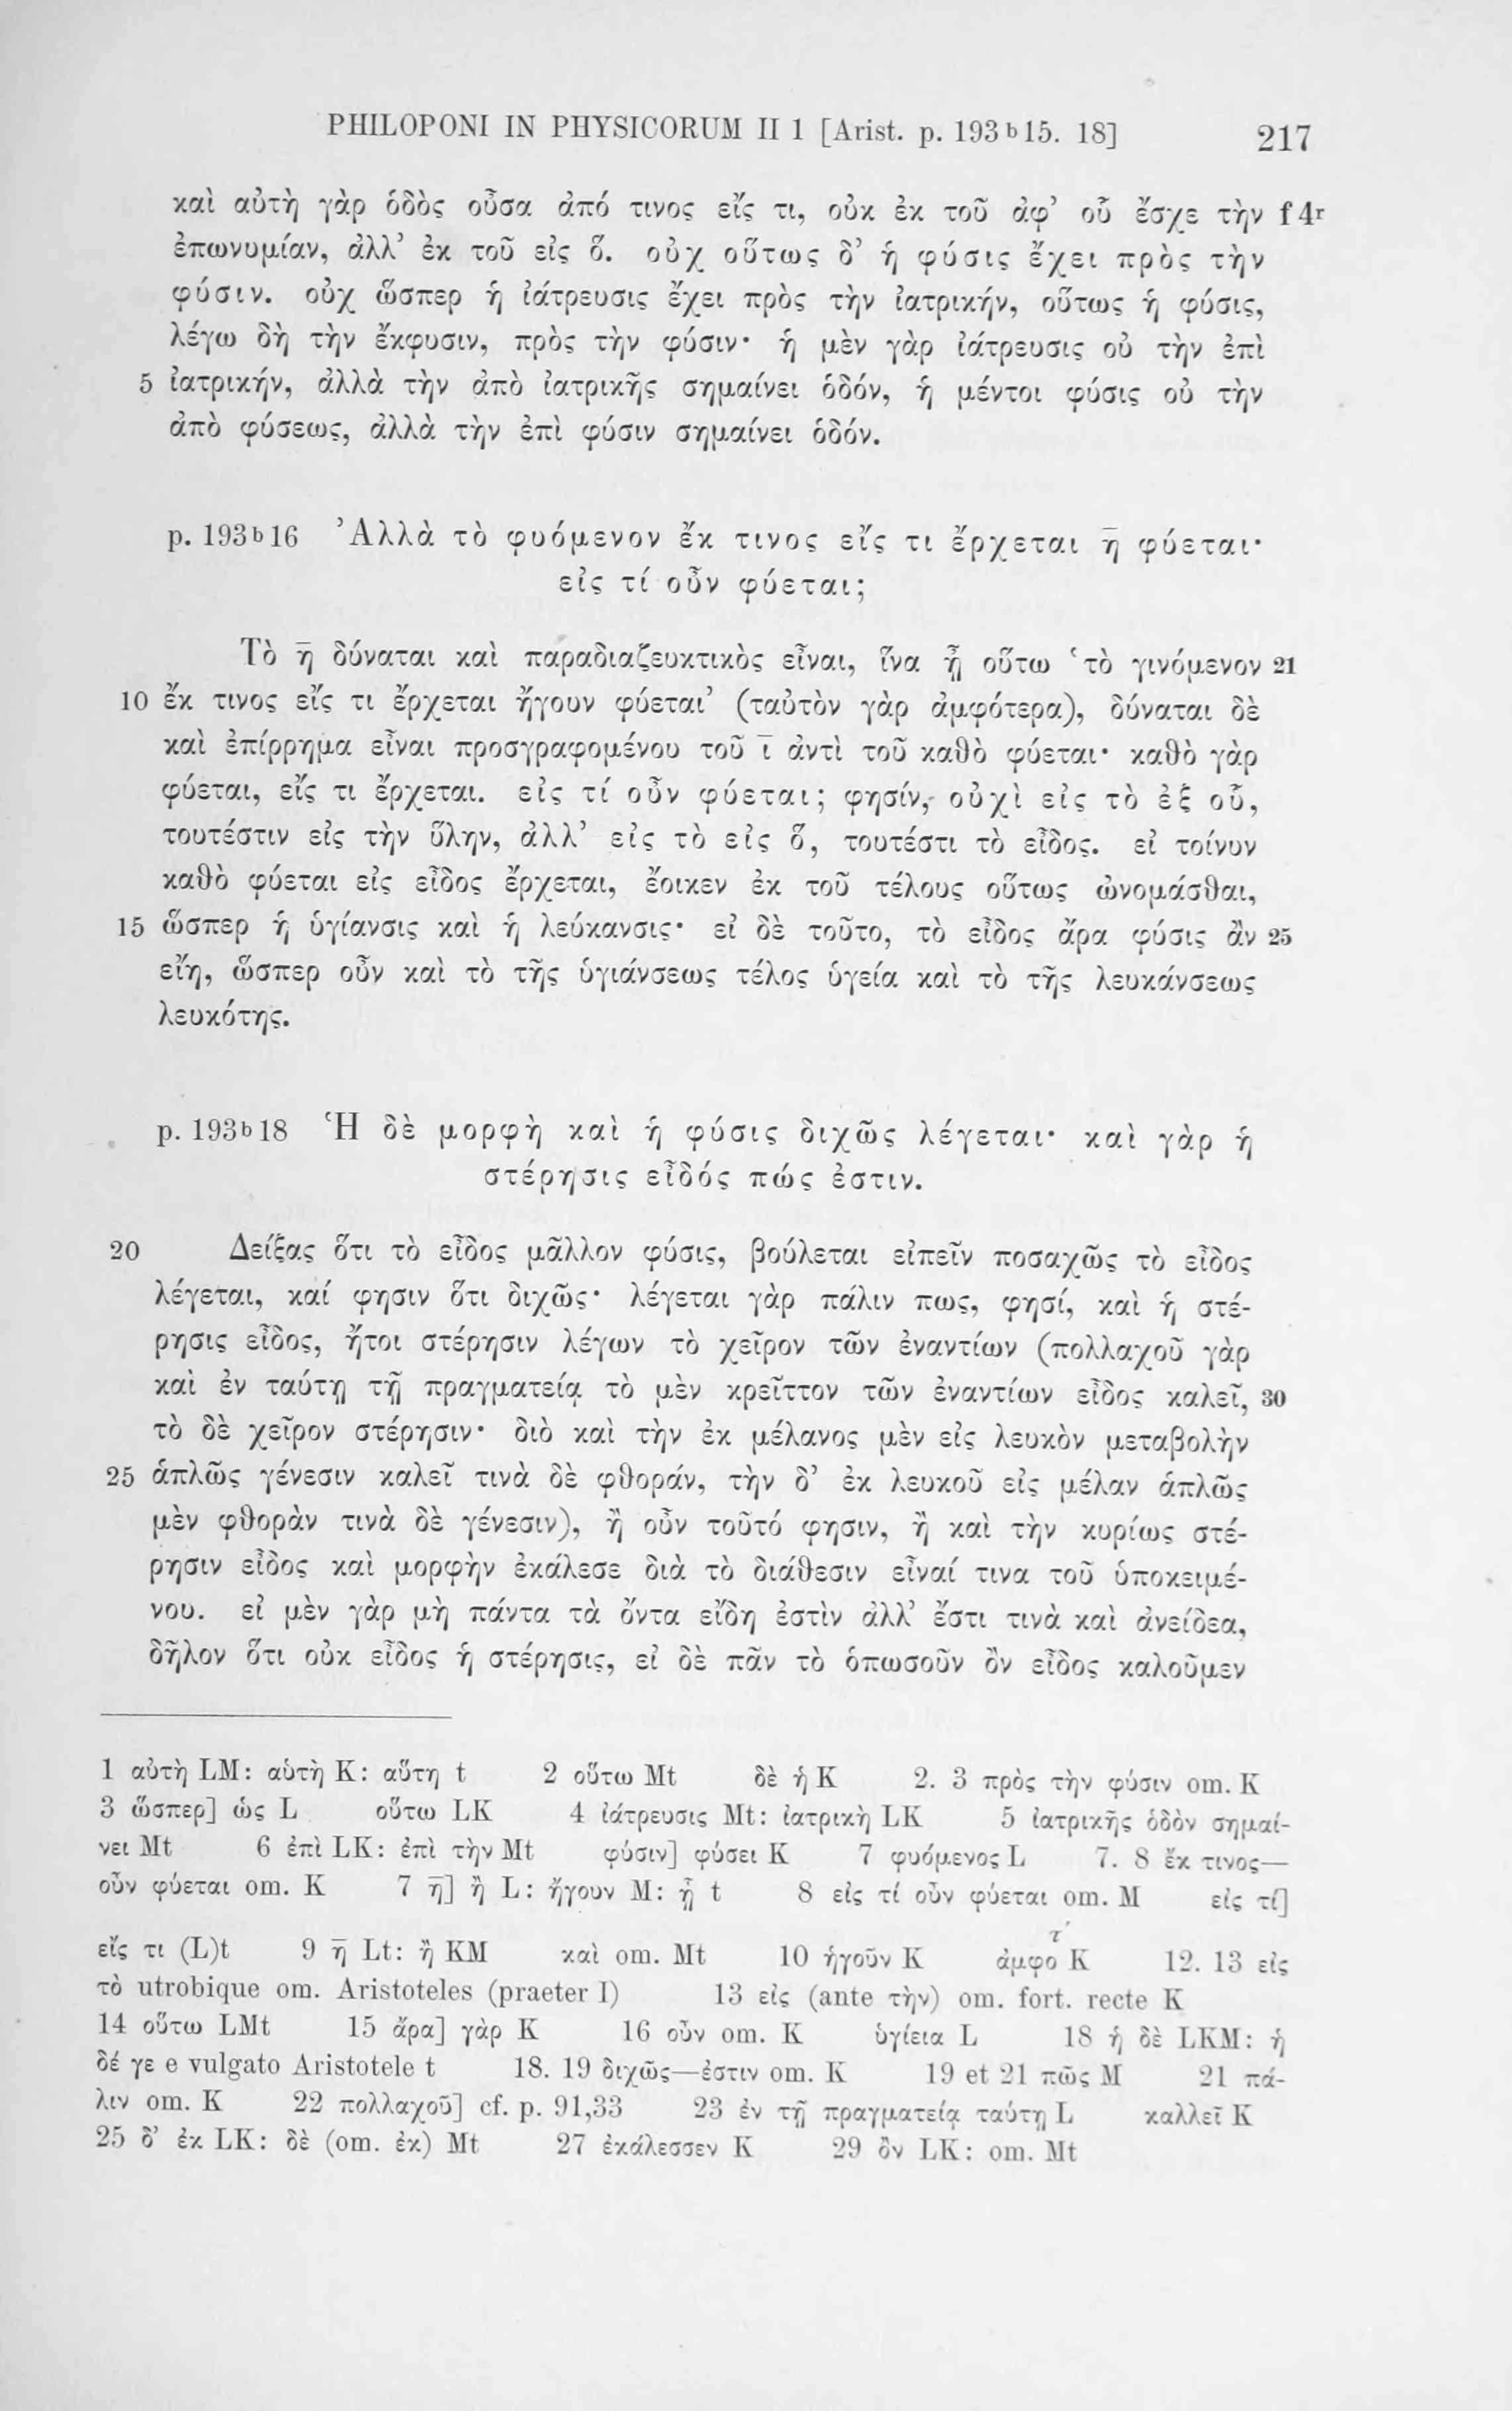 PHILOPONI IN PHYSICORUM II 1 [Arist. p. 193 b 15. 18] 217
καὶ αὐτὴ γὰρ ὁδὸς οὖσα ἀπό τινος εἴς τι, οὐκ ἐκ τοῦ ἀφ’ οὗ ἔσχε τὴν f 4r
ἐπωνυμίαν, ἀλλ’ ἐκ τοῦ εἰς ὅ. οὐχ οὕτως δ’ ἡ φύσις ἔχει πρὸς τὴν
φύσιν. οὐχ ὥσπερ ἡ ἰάτρευσις ἔχει πρὸς τὴν ἰατρικήν, οὕτως ἡ φύσις,
λέγω δὴ τὴν ἔκφυσιν, πρὸς τὴν φύσιν· ἡ μὲν γὰρ ἰάτρευσις οὐ τὴν ἐπὶ
5 ἰατρικήν, ἀλλὰ τὴν ἀπὸ ἰατρικῆς σημαίνει ὁδόν, ἡ μέντοι φύσις οὐ τὴν
ἀπὸ φύσεως, ἀλλὰ τὴν ἐπὶ φύσιν σημαίνει ὁδόν.
p. 193 b 16 Ἀλλὰ τὸ φυόμενον ἔκ τινος εἴς τι ἔρχεται η̄ φύεται·
εἰς τί οὖν φύεται;
Τὸ η̄ δύναται καὶ παραδιαζευκτικὸς εἶναι, ἵνα ᾖ οὕτω ‘τὸ γινόμενον 21
10 ἔκ τινος εἴς τι ἔρχεται ἤγουν φύεται’ (ταὐτὸν γὰρ ἀμφότερα), δύναται δὲ
καὶ ἐπίρρημα εἶναι προσγραφομένου τοῦ ῑ ἀντὶ τοῦ καθὸ φύεται· καθὸ γὰρ
φύεται, εἴς τι ἔρχεται. εἰς τί οὖν φύεται; φησίν, οὐχὶ εἰς τὸ ἐξ οὗ,
τουτέστιν εἰς τὴν ὕλην, ἀλλ’ εἰς τὸ εἰς ὅ, τουτέστι τὸ εἶδος. εἰ τοίνυν
καθὸ φύεται εἰς εἶδος ἔρχεται, ἔοικεν ἐκ τοῦ τέλους οὕτως ὠνομάσθαι,
15 ὥσπερ ἡ ὑγίανσις καὶ ἡ λεύκανσις· εἰ δὲ τοῦτο, τὸ εἶδος ἄρα φύσις ἂν 25
εἴη, ὥσπερ οὖν καὶ τὸ τῆς ὑγιάνσεως τέλος ὑγεία καὶ τὸ τῆς λευκάνσεως
λευκότης.
p. 193 b 18 Ἡ δὲ μορφὴ καὶ ἡ φύσις διχῶς λέγεται· καὶ γὰρ ἡ
στέρησις εἶδός πώς ἐστιν.
20 Δείξας ὅτι τὸ εἶδος μᾶλλον φύσις, βούλεται εἰπεῖν ποσαχῶς τὸ εἶδος
λέγεται, καί φησιν ὅτι διχῶς· λέγεται γὰρ πάλιν πως, φησί, καὶ ἡ στέ-
ρησις εἶδος, ἤτοι στέρησιν λέγων τὸ χεῖρον τῶν ἐναντίων (πολλαχοῦ γὰρ
καὶ ἐν ταύτῃ τῇ πραγματείᾳ τὸ μὲν κρεῖττον τῶν ἐναντίων εἶδος καλεῖ, 30
τὸ δὲ χεῖρον στέρησιν· διὸ καὶ τὴν ἐκ μέλανος μὲν εἰς λευκὸν μεταβολὴν
25 ἁπλῶς γένεσιν καλεῖ τινὰ δὲ φθοράν, τὴν δ’ ἐκ λευκοῦ εἰς μέλαν ἁπλῶς
μὲν φθορὰν τινὰ δὲ γένεσιν), ἢ οὖν τοῦτό φησιν, ἢ καὶ τὴν κυρίως στέ-
ρησιν εἶδος καὶ μορφὴν ἐκάλεσε διὰ τὸ διάθεσιν εἶναί τινα τοῦ ὑποκειμέ-
νου. εἰ μὲν γὰρ μὴ πάντα τὰ ὄντα εἴδη ἐστὶν ἀλλ’ ἔστι τινὰ καὶ ἀνείδεα,
δῆλον ὅτι οὐκ εἶδος ἡ στέρησις, εἰ δὲ πᾶν τὸ ὁπωσοῦν ὂν εἶδος καλοῦμεν
1 αὐτὴ LM: αὑτὴ K: αὕτη t 2 οὕτω Mt δὲ ἡ K 2. 3 πρὸς τὴν φύσιν om. K
3 ὥσπερ] ὡς L οὕτω LK 4 ἰάτρευσις Mt: ἰατρικὴ LK 5 ἰατρικῆς ὁδὸν σημαί-
νει Mt 6 ἐπὶ LK: ἐπὶ τὴν Mt φύσιν] φύσει K 7 φυόμενος L 7. 8 ἔκ τινος—
οὖν φύεται om. K 7 η̄] ἢ L: ἤγουν M: ᾗ t 8 εἰς τί οὖν φύεται om. M εἰς τί]
εἴς τι (L)t 9 η̄ Lt: ἢ KM καὶ om. Mt 10 ἡγοῦν K ἀμφο͂τ K 12. 13 εἰς
τὸ utrobique om. Aristoteles (praeter I) 13 εἰς (ante τὴν) om. fort. recte K
14 οὕτω LMt 15 ἄρα] γὰρ K 16 οὖν om. K ὑγίεια L 18 ἡ δὲ LKM: ἡ
δέ γε e vulgato Aristotele t 18. 19 διχῶς—ἐστιν om. K 19 et 21 πῶς M 21 πά-
λιν om. K 22 πολλαχοῦ] cf. p. 91,33 23 ἐν τῇ πραγματείᾳ ταύτῃ L καλλεῖ K
25 δ’ ἐκ LK: δὲ (om. ἐκ) Mt 27 ἐκάλεσσεν K 29 ὂν LK: om. Mt